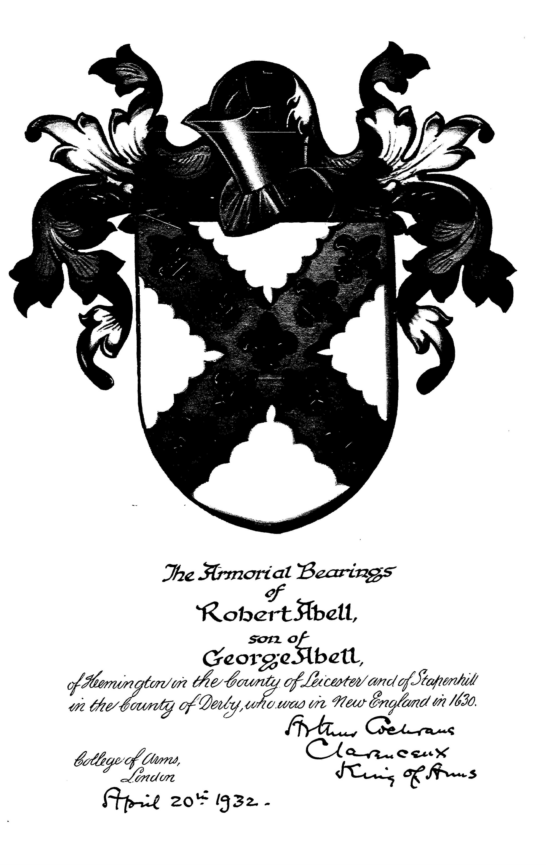 The Armorial Bearings
of
Robert Abell,
son of
George Abell,
of Hemington in the County of Leicester and of Stapenhill
in the County of Derby, who was in New England in 1630.
Arthur Cochrane
Clarenceux
King of Arms
College of Arms,
London
April 20th 1932.